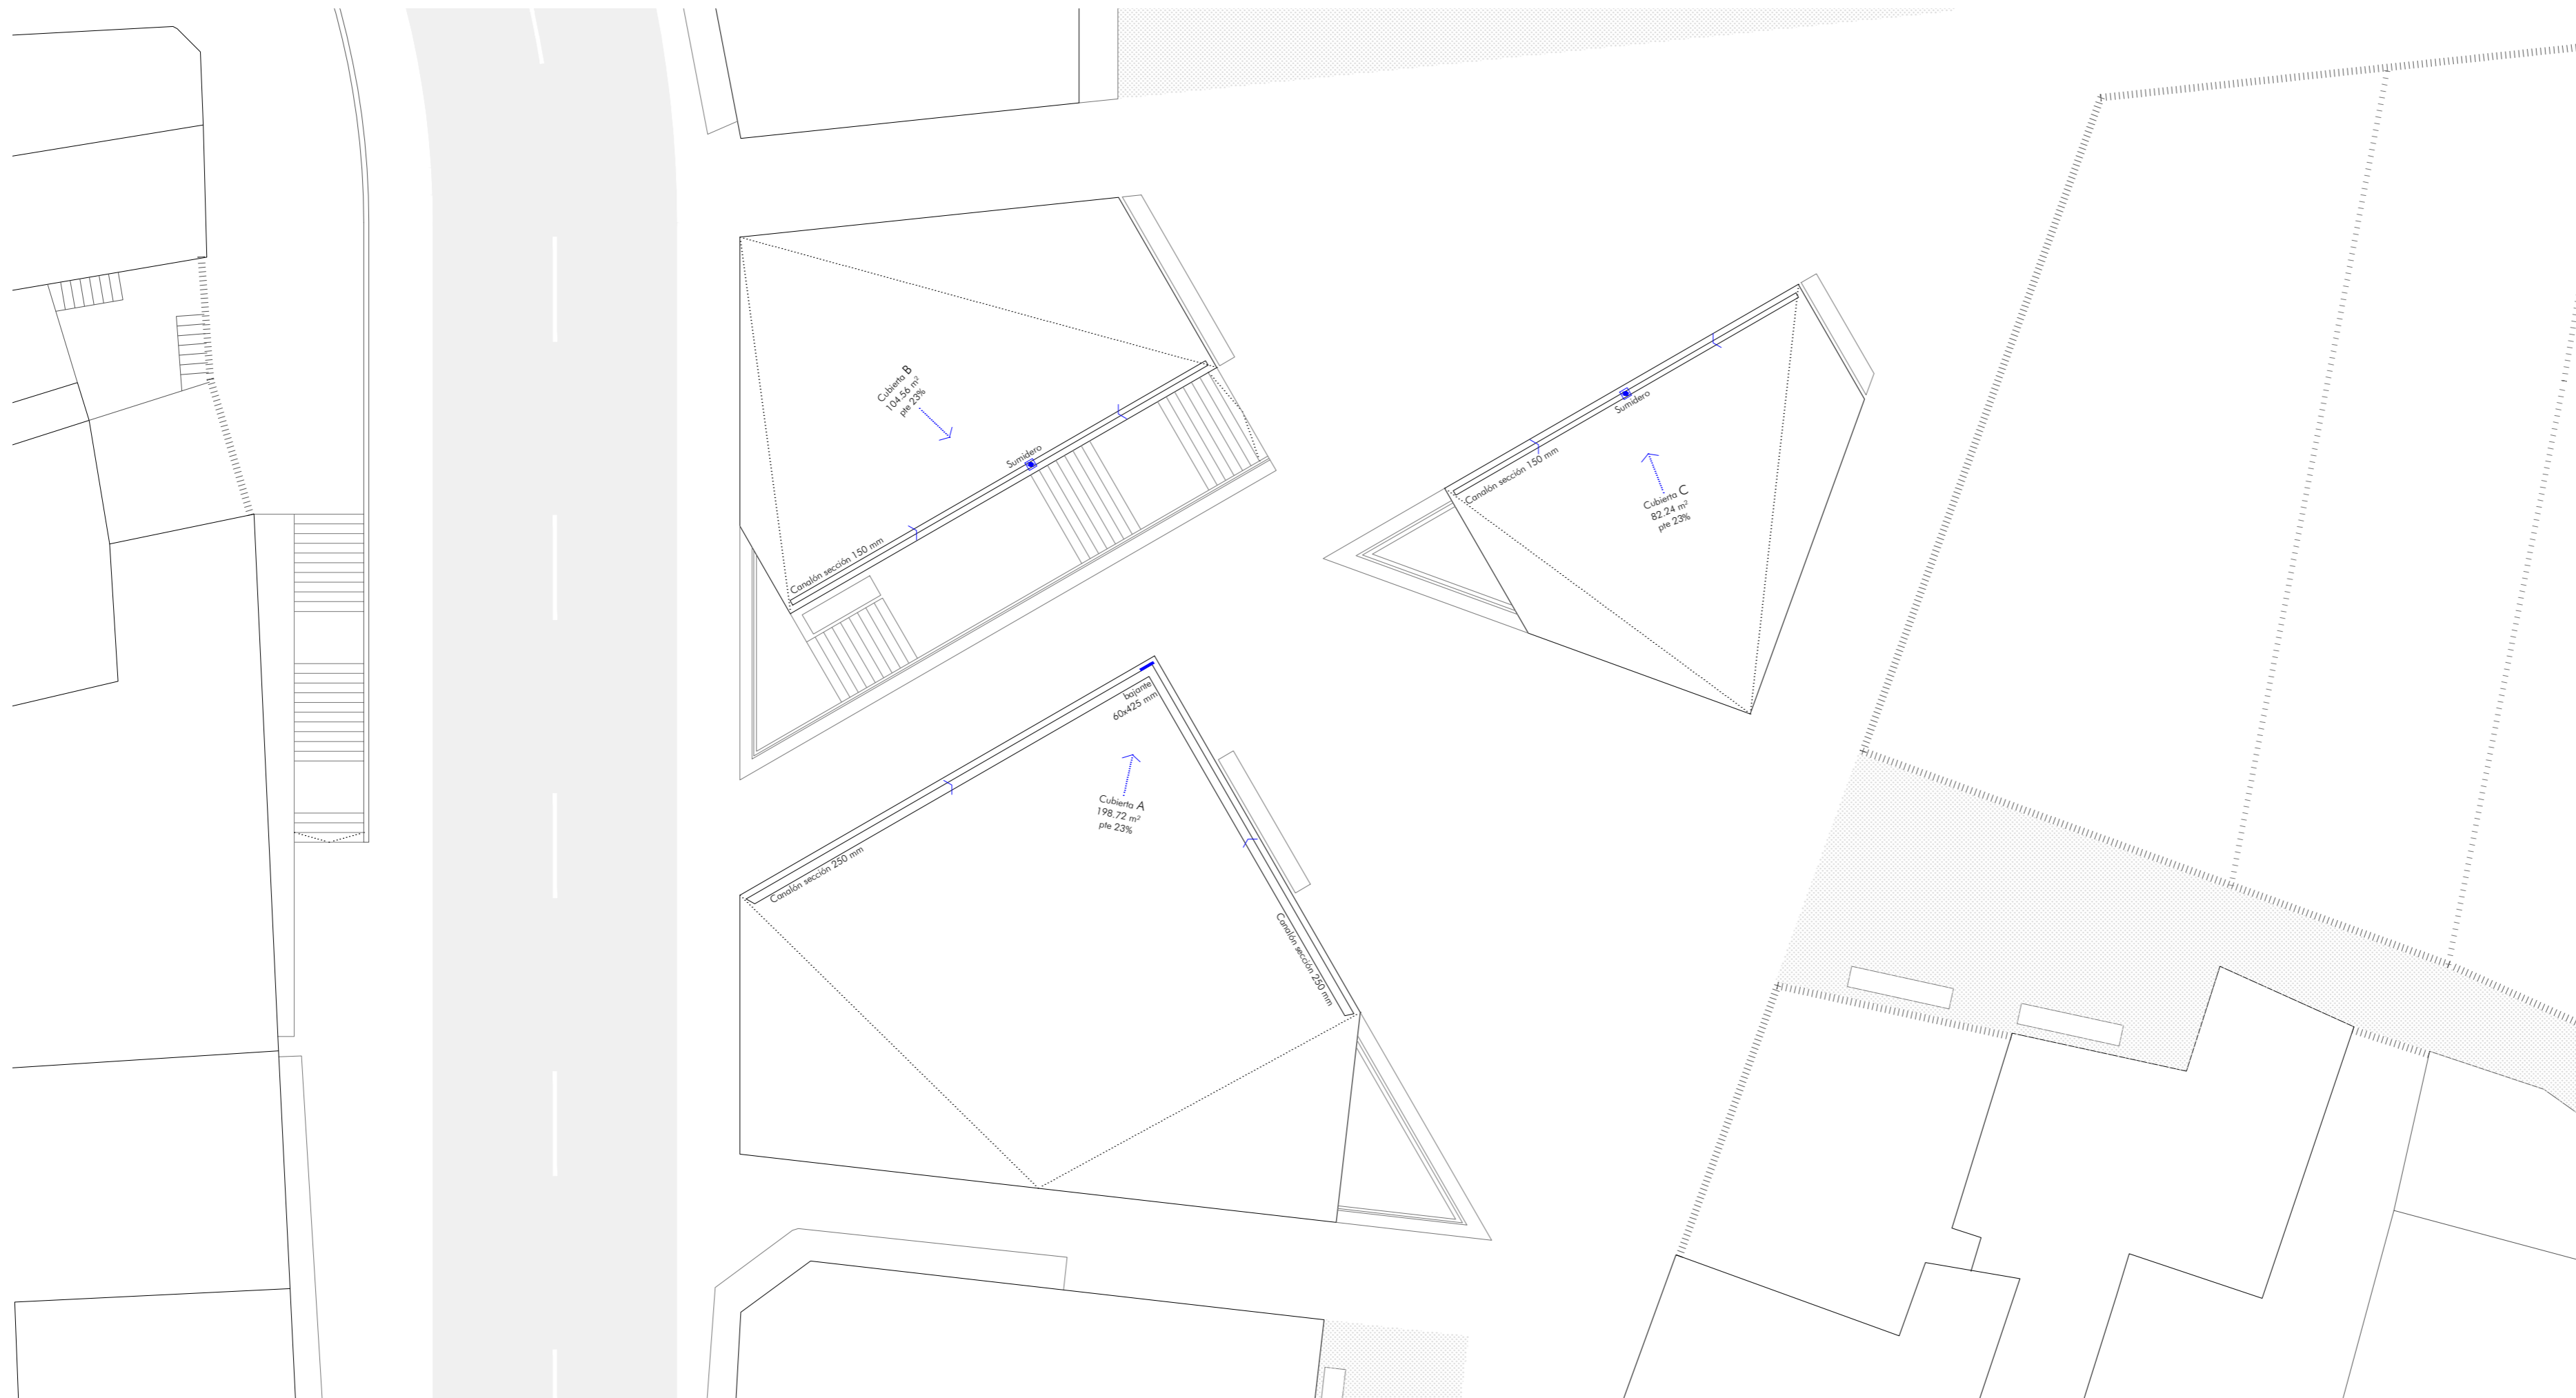 Cubierta B
104.56 m²
pte 23%
Sumidero
Canalón sección 150 mm
Sumidero
Canalón sección 150 mm
Cubierta C
82.24 m²
pte 23%
bajante
60x425 mm
Cubierta A
198.72 m²
pte 23%
Canalón sección 250 mm
Canalón sección 250 mm